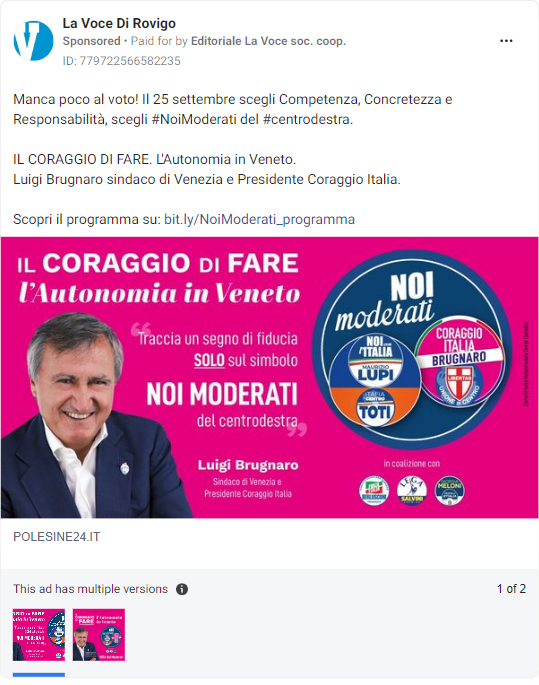 La Voce Di Rovigo
Sponsored • Paid for by Editoriale La Voce soc. coop.
ID: 779722566582235
Manca poco al voto! Il 25 settembre scegli Competenza, Concretezza e
Responsabilità, scegli #NoiModerati del #centrodestra.
IL CORAGGIO DI FARE. L'Autonomia in Veneto.
Luigi Brugnaro sindaco di Venezia e Presidente Coraggio Italia.
Scopri il programma su: bit.ly/NoiModerati_programma
IL CORAGGIO DI FARE
l'Autonomia in Veneto
“Traccia un segno di fiducia
SOLO sul simbolo
NOI MODERATI
del centrodestra”
Luigi Brugnaro
Sindaco di Venezia e
Presidente Coraggio Italia
NOI
moderati
NOI CON
L'ITALIA
MAURIZIO
LUPI
ITALIA
AL CENTRO
TOTI
CORAGGIO
ITALIA
BRUGNARO
LIBERTAS
UNIONE DI CENTRO
in coalizione con
FORZA ITALIA
BERLUSCONI
LEGA
SALVINI
MELONI
POLESINE24.IT
This ad has multiple versions
1 of 2